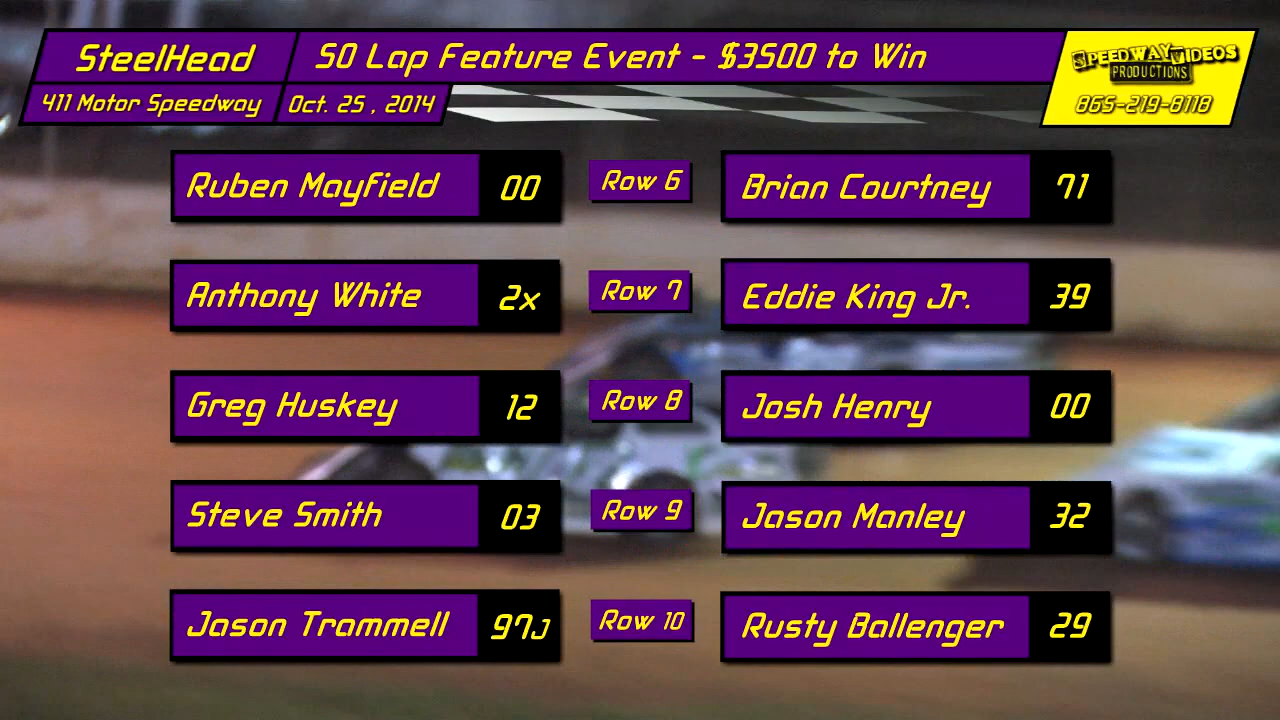 SteelHead
50 Lap Feature Event - $3500 to Win
411 Motor Speedway
Oct. 25 , 2014
SPEEDWAY VIDEOS
PRODUCTIONS
865-219-8118
Ruben Mayfield 00 Row 6 Brian Courtney 71
Anthony White 2x Row 7 Eddie King Jr. 39
Greg Huskey 12 Row 8 Josh Henry 00
Steve Smith 03 Row 9 Jason Manley 32
Jason Trammell 97J Row 10 Rusty Ballenger 29